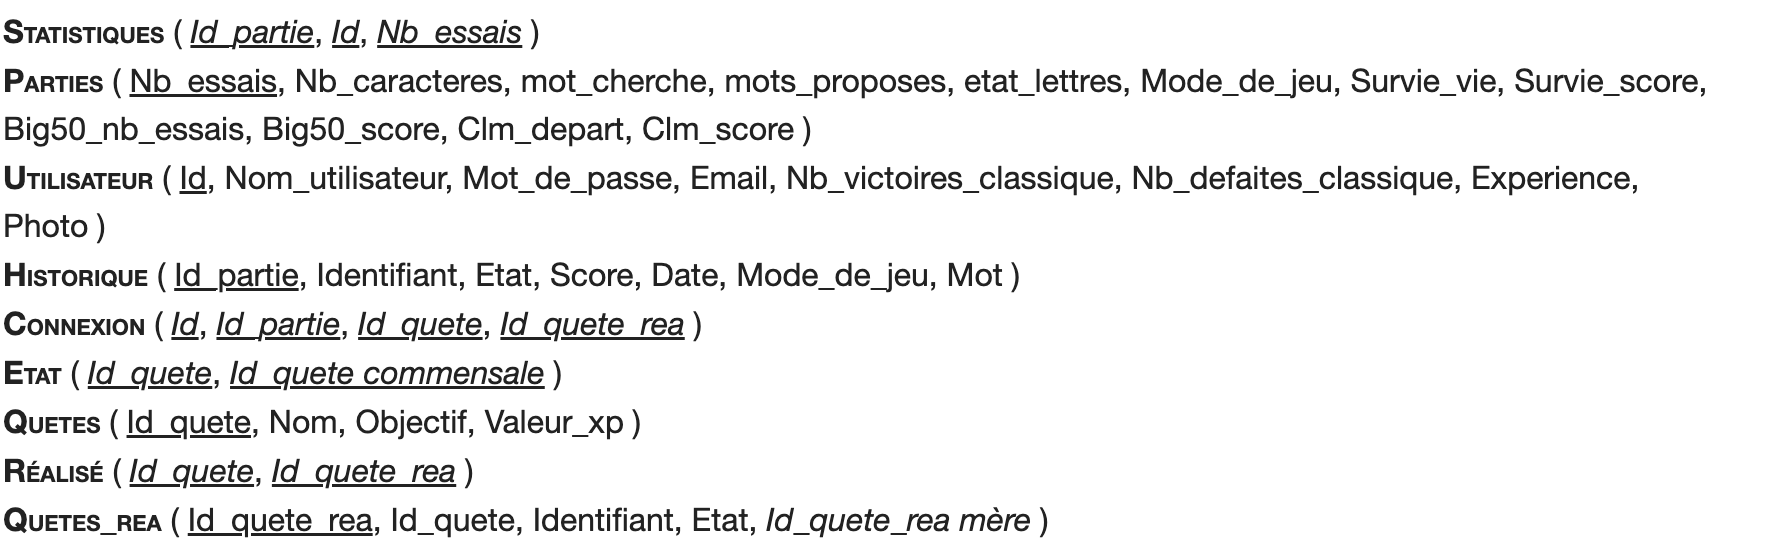 STATISTIQUES ( Id_partie, Id, Nb_essais )
PARTIES ( Nb_essais, Nb_caracteres, mot_cherche, mots_proposes, etat_lettres, Mode_de_jeu, Survie_vie, Survie_score,
Big50_nb_essais, Big50_score, Clm_depart, Clm_score )
UTILISATEUR ( Id, Nom_utilisateur, Mot_de_passe, Email, Nb_victoires_classique, Nb_defaites_classique, Experience,
Photo )
HISTORIQUE ( Id_partie, Identifiant, Etat, Score, Date, Mode_de_jeu, Mot )
CONNEXION ( Id, Id_partie, Id_quete, Id_quete_rea )
ETAT ( Id_quete, Id_quete commensale )
QUETES ( Id_quete, Nom, Objectif, Valeur_xp )
RÉALISÉ ( Id_quete, Id_quete_rea )
QUETES_REA ( Id_quete_rea, Id_quete, Identifiant, Etat, Id_quete_rea mère )